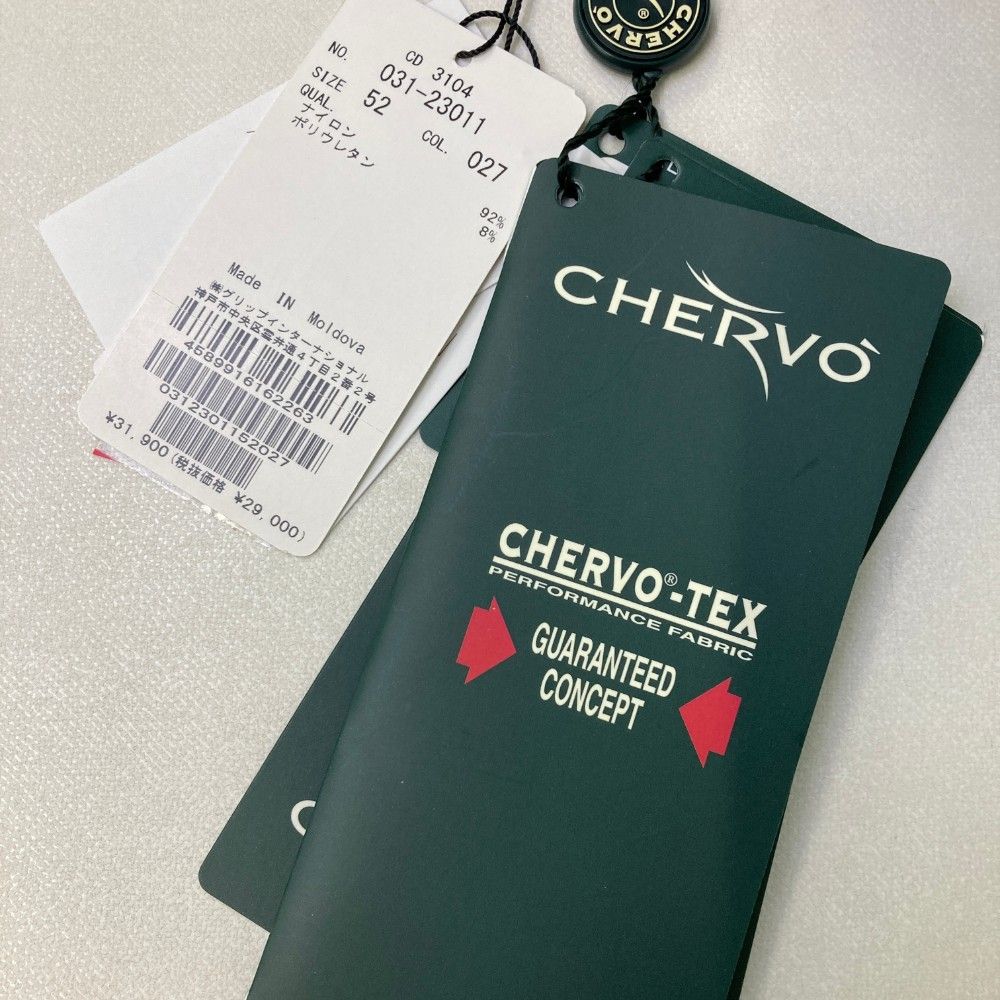 CHERVÒ
CD 3104
NO. 031-23011
SIZE 52 COL. 027
QUAL.
ナイロン 92%
ポリウレタン 8%
Made IN Moldova
㈱グリップインターナショナル
神戸市中央区雲井通4丁目2番2号
4589916162263
0312301152027
¥31,900(税抜価格 ¥29,000)
CHERVÒ
CHERVO®-TEX
PERFORMANCE FABRIC
GUARANTEED
CONCEPT